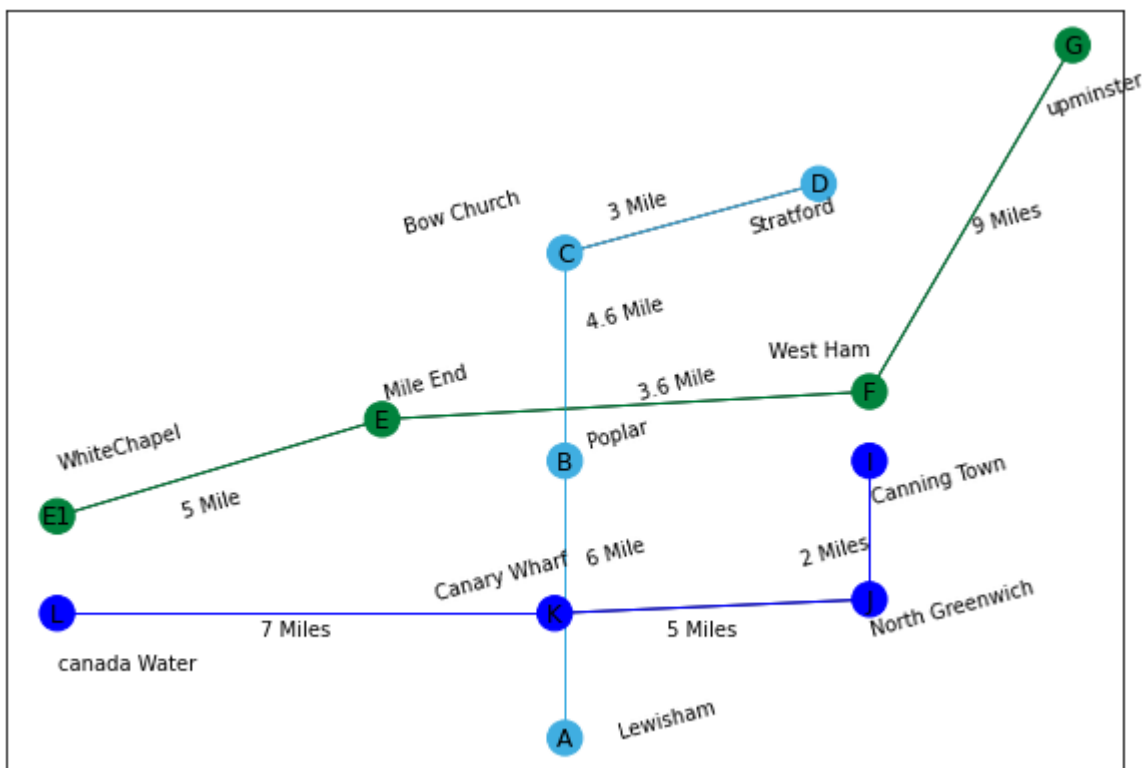 G
upminster
D
Bow Church
3 Mile
Stratford
9 Miles
C
4.6 Mile
West Ham
Mile End
3.6 Mile
F
E
WhiteChapel
Poplar
B
I
Canning Town
5 Mile
E1
Canary Wharf
6 Mile
2 Miles
L
K
J
North Greenwich
7 Miles
5 Miles
canada Water
Lewisham
A